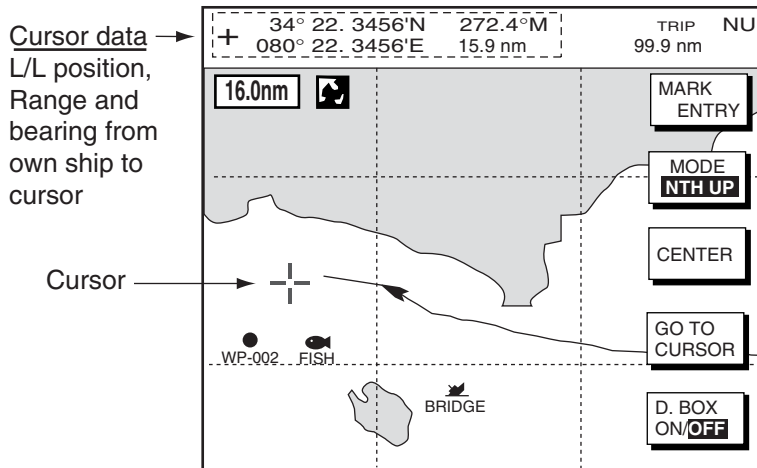 Cursor data
L/L position,
Range and
bearing from
own ship to
cursor
+ 34° 22. 3456'N 272.4°M
080° 22. 3456'E 15.9 nm
TRIP
99.9 nm
NU
16.0nm
MARK
ENTRY
MODE
NTH UP
CENTER
Cursor
GO TO
CURSOR
WP-002
FISH
BRIDGE
D. BOX
ON/OFF